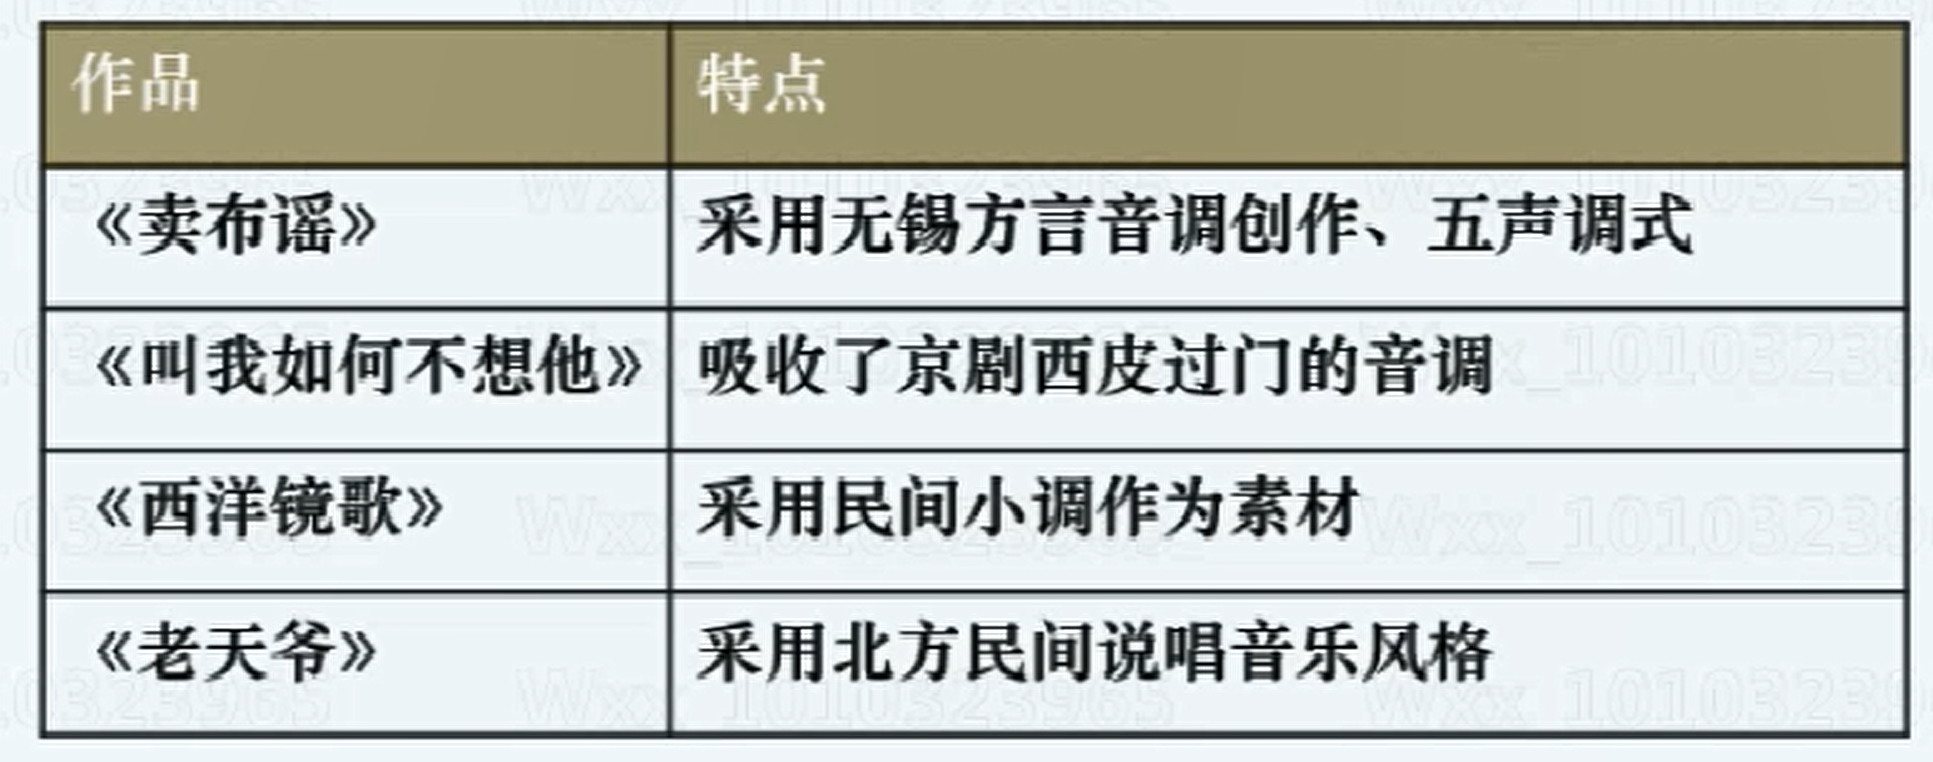 作品 特点
《卖布谣》 采用无锡方言音调创作、五声调式
《叫我如何不想他》 吸收了京剧西皮过门的音调
《西洋镜歌》 采用民间小调作为素材
《老天爷》 采用北方民间说唱音乐风格
Wxx_1010323965